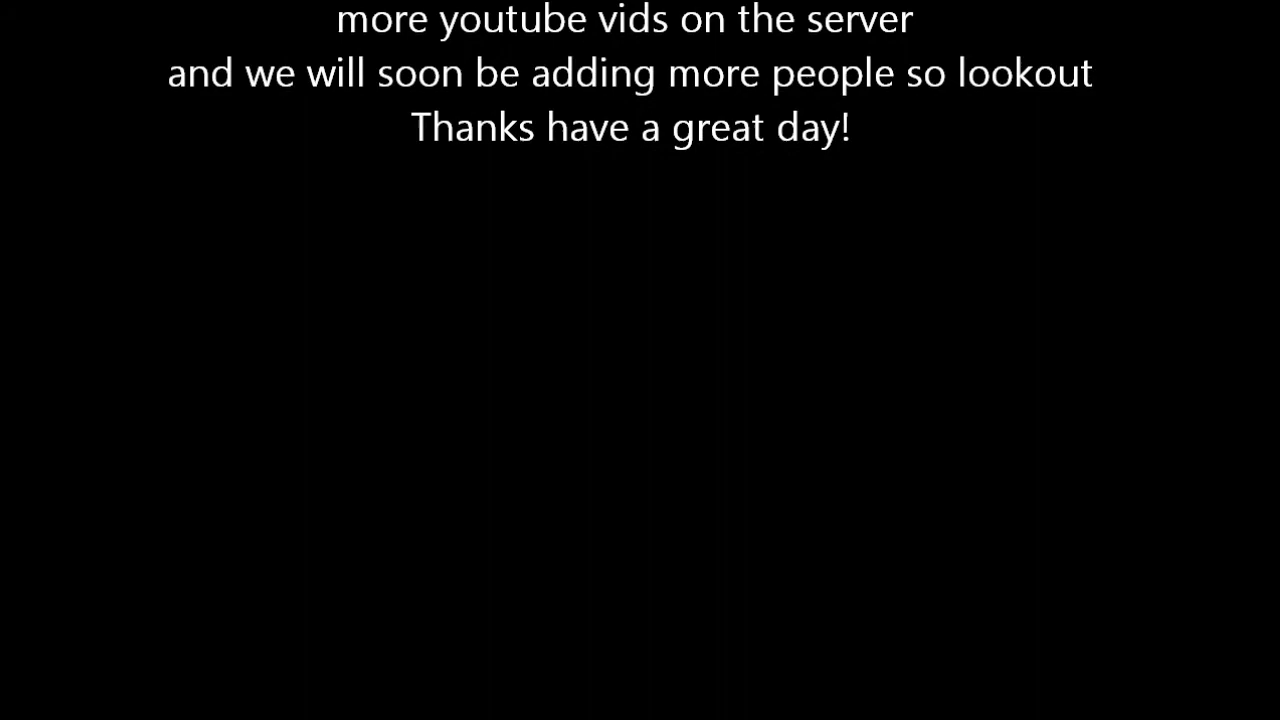 more youtube vids on the server
and we will soon be adding more people so lookout
Thanks have a great day!